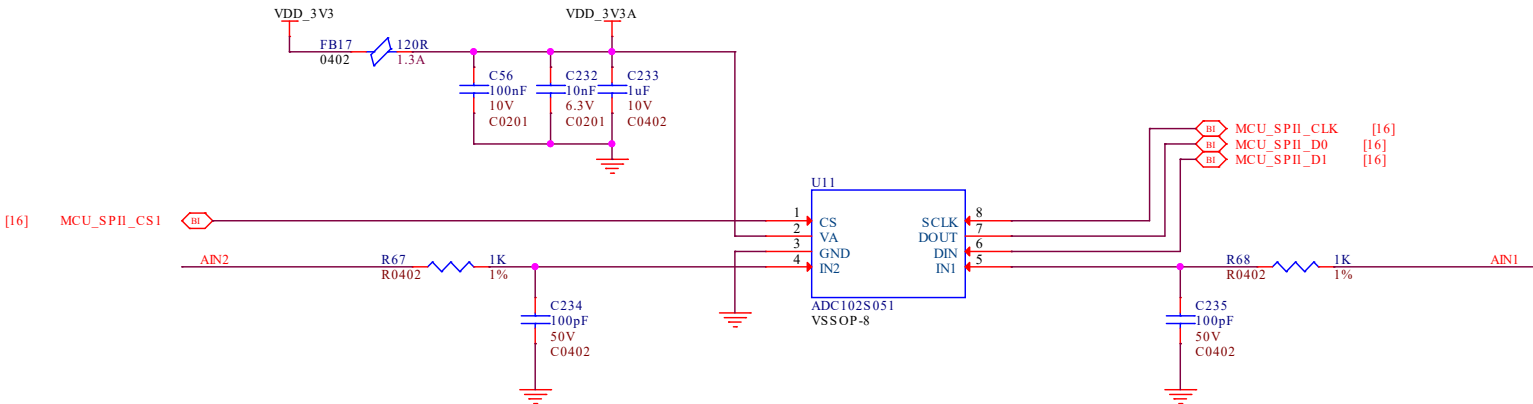 VDD_3V3
VDD_3V3A
FB17
120R
0402
1.3A
C56
C232
C233
100nF
10nF
1uF
10V
6.3V
10V
C0201
C0201
C0402
BI
MCU_SPI1_CLK
[16]
BI
MCU_SPI1_D0
[16]
BI
MCU_SPI1_D1
[16]
U11
[16]
MCU_SPI1_CS1
BI
1
CS
SCLK
8
2
VA
DOUT
7
3
GND
DIN
6
4
IN2
IN1
5
AIN2
R67
1K
R0402
1%
R68
1K
AIN1
R0402
1%
ADC102S051
VSSOP-8
C234
100pF
50V
C0402
C235
100pF
50V
C0402